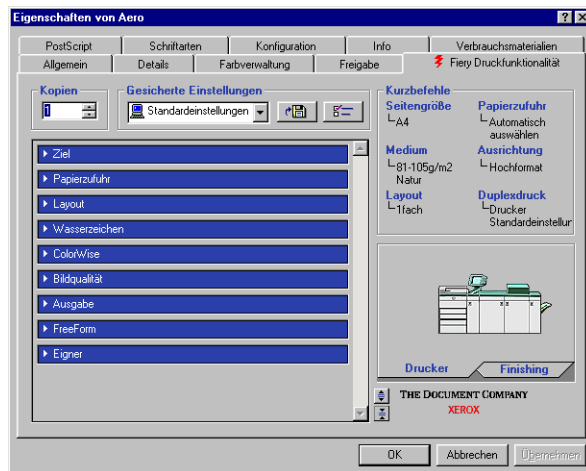 Eigenschaften von Aero
PostScript Schriftarten Konfiguration Info Verbrauchsmaterialien
Allgemein Details Farbverwaltung Freigabe Fiery Druckfunktionalität
Kopien
1
Gesicherte Einstellungen
Standardeinstellungen
Ziel
Papierzufuhr
Layout
Wasserzeichen
ColorWise
Bildqualität
Ausgabe
FreeForm
Eigner
Kurzbefehle
Seitengröße
A4
Papierzufuhr
Automatisch
auswählen
Medium
81-105g/m2
Natur
Ausrichtung
Hochformat
Layout
1fach
Duplexdruck
Drucker
Standardeinstellur
Drucker Finishing
THE DOCUMENT COMPANY
XEROX
OK Abbrechen Übernehmen